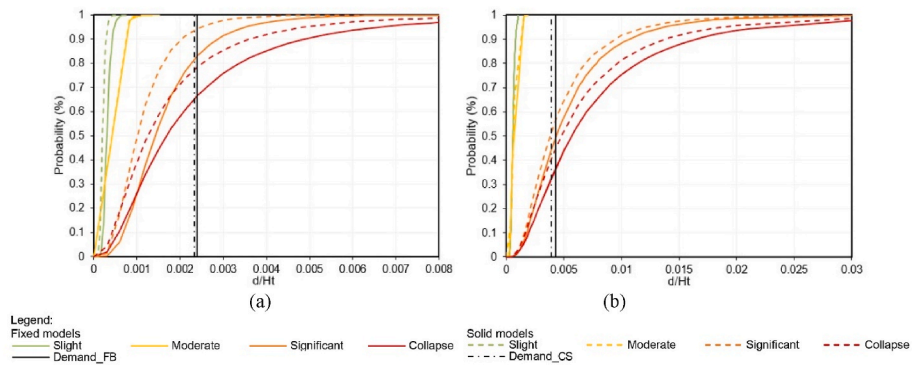 1
0.9
0.8
0.7
0.6
0.5
0.4
0.3
0.2
0.1
0
Probability (%)
0 0.001 0.002 0.003 0.004 0.005 0.006 0.007 0.008
d/Ht
(a)
1
0.9
0.8
0.7
0.6
0.5
0.4
0.3
0.2
0.1
0
Probability (%)
0 0.005 0.01 0.015 0.02 0.025 0.03
d/Ht
(b)
Legend:
Fixed models
Slight Moderate Significant Collapse
Demand_FB
Solid models
Slight Moderate Significant Collapse
Demand_CS